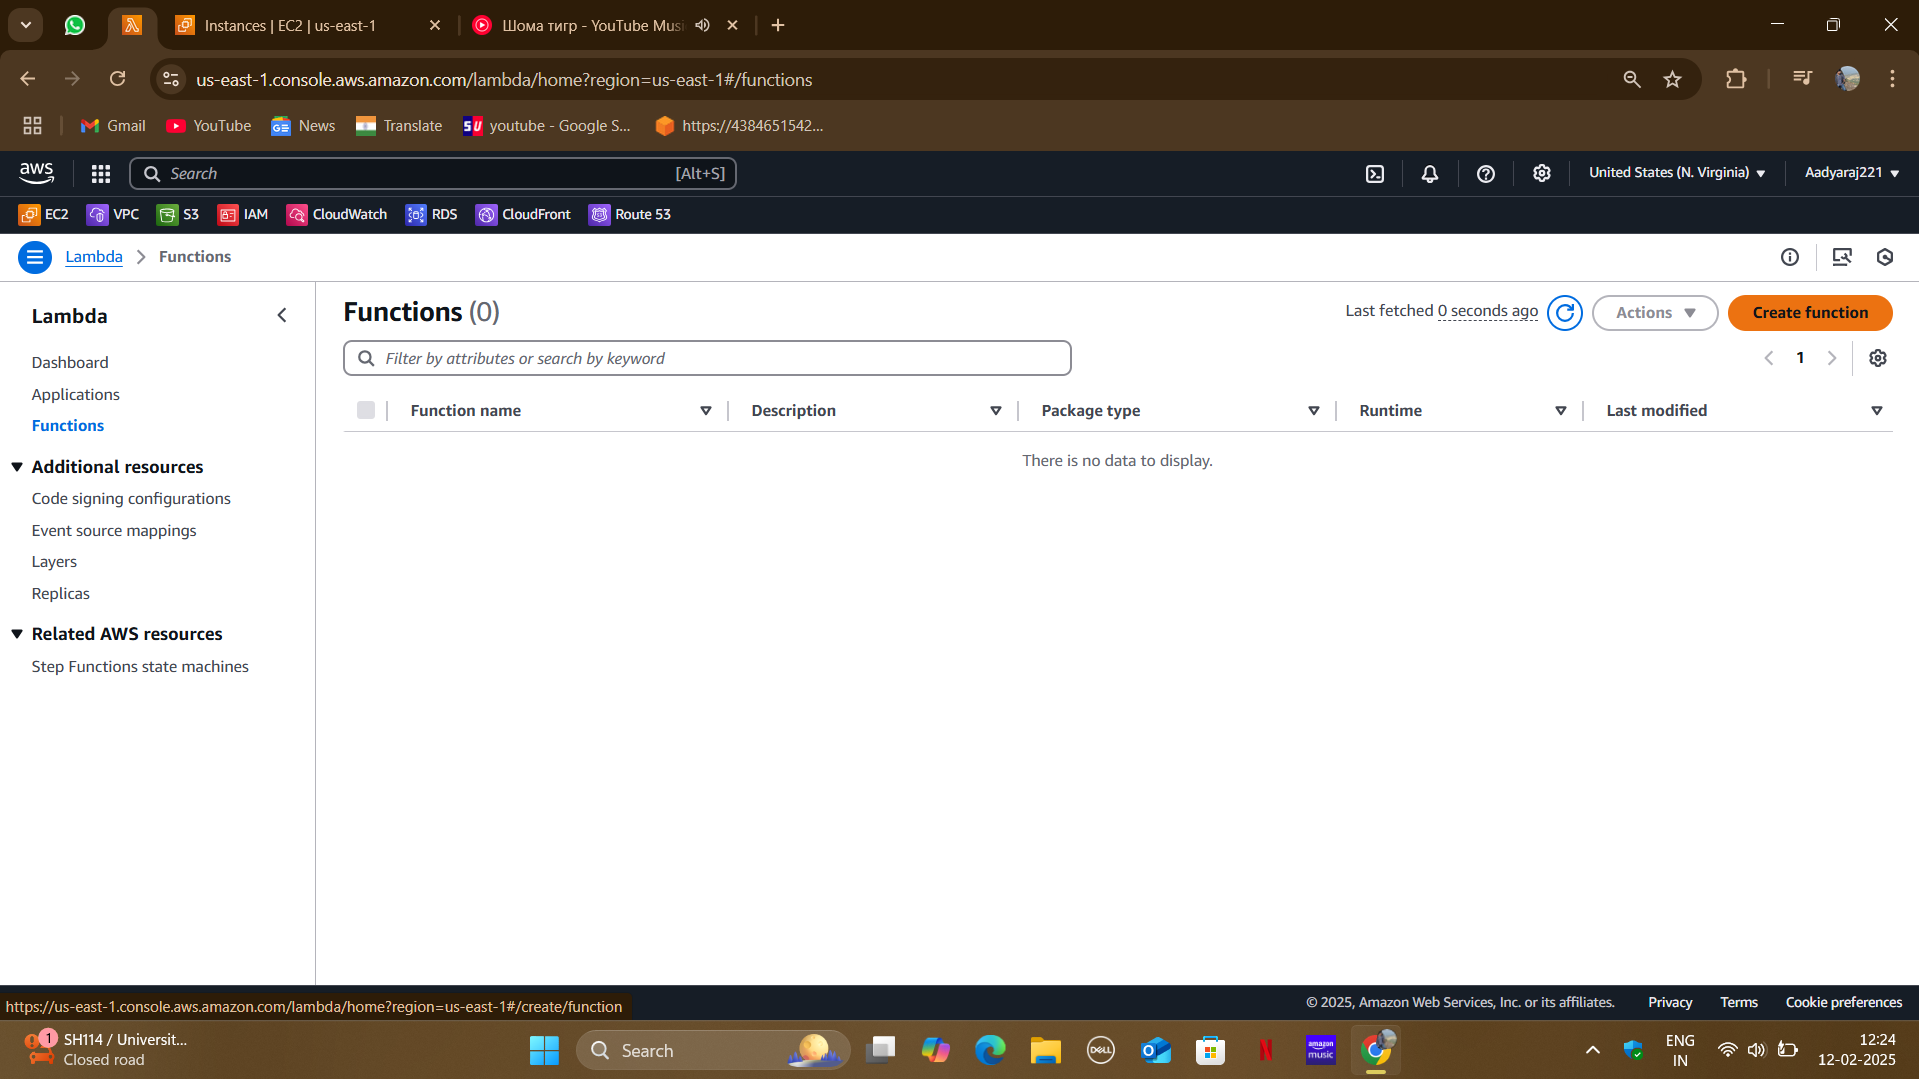 Instances | EC2 | us-east-1
Шома тигр - YouTube Mus
us-east-1.console.aws.amazon.com/lambda/home?region=us-east-1#/functions
Gmail
YouTube
News
Translate
SU
youtube - Google S...
https://4384651542...
aws
Search
[Alt+S]
United States (N. Virginia)
Aadyaraj221
EC2
VPC
S3
IAM
CloudWatch
RDS
CloudFront
Route 53
Lambda
Functions
Lambda
Dashboard
Applications
Functions
Additional resources
Code signing configurations
Event source mappings
Layers
Replicas
Related AWS resources
Step Functions state machines
Functions (0)
Last fetched 0 seconds ago
Actions
Create function
Filter by attributes or search by keyword
1
Function name
Description
Package type
Runtime
Last modified
There is no data to display.
https://us-east-1.console.aws.amazon.com/lambda/home?region=us-east-1#/create/function
© 2025, Amazon Web Services, Inc. or its affiliates.
Privacy
Terms
Cookie preferences
1
SH114 / Universit...
Closed road
Search
DELL
amazon
music
ENG
IN
12:24
12-02-2025